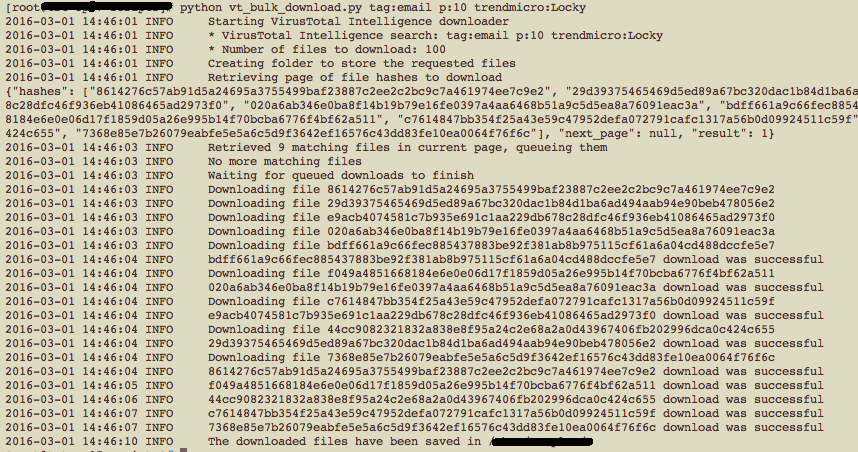 [root█████████████# python vt_bulk_download.py tag:email p:10 trendmicro:Locky
2016-03-01 14:46:01 INFO Starting VirusTotal Intelligence downloader
2016-03-01 14:46:01 INFO * VirusTotal Intelligence search: tag:email p:10 trendmicro:Locky
2016-03-01 14:46:01 INFO * Number of files to download: 100
2016-03-01 14:46:01 INFO Creating folder to store the requested files
2016-03-01 14:46:01 INFO Retrieving page of file hashes to download
{"hashes": ["8614276c57ab91d5a24695a3755499baf23887c2ee2c2bc9c7a461974ee7c9e2", "29d39375465469d5ed89a67bc320dac1b84d1ba6a
8c28dfc46f936eb41086465ad2973f0", "020a6ab346e0ba8f14b19b79e16fe0397a4aa6468b51a9c5d5ea8a76091eac3a", "bdff661a9c66fec8854
8184e6e0e06d17f1859d05a26e995b14f70bcba6776f4bf62a511", "c7614847bb354f25a43e59c47952defa072791cafc1317a56b0d09924511c59f"
424c655", "7368e85e7b26079eabfe5e5a6c5d9f3642ef16576c43dd83fe10ea0064f76f6c"], "next_page": null, "result": 1}
2016-03-01 14:46:03 INFO Retrieved 9 matching files in current page, queueing them
2016-03-01 14:46:03 INFO No more matching files
2016-03-01 14:46:03 INFO Waiting for queued downloads to finish
2016-03-01 14:46:03 INFO Downloading file 8614276c57ab91d5a24695a3755499baf23887c2ee2c2bc9c7a461974ee7c9e2
2016-03-01 14:46:03 INFO Downloading file 29d39375465469d5ed89a67bc320dac1b84d1ba6ad494aab94e90beb478056e2
2016-03-01 14:46:03 INFO Downloading file e9acb4074581c7b935e691c1aa229db678c28dfc46f936eb41086465ad2973f0
2016-03-01 14:46:03 INFO Downloading file 020a6ab346e0ba8f14b19b79e16fe0397a4aa6468b51a9c5d5ea8a76091eac3a
2016-03-01 14:46:03 INFO Downloading file bdff661a9c66fec885437883be92f381ab8b975115cf61a6a04cd488dccfe5e7
2016-03-01 14:46:04 INFO bdff661a9c66fec885437883be92f381ab8b975115cf61a6a04cd488dccfe5e7 download was successful
2016-03-01 14:46:04 INFO Downloading file f049a4851668184e6e0e06d17f1859d05a26e995b14f70bcba6776f4bf62a511
2016-03-01 14:46:04 INFO 020a6ab346e0ba8f14b19b79e16fe0397a4aa6468b51a9c5d5ea8a76091eac3a download was successful
2016-03-01 14:46:04 INFO Downloading file c7614847bb354f25a43e59c47952defa072791cafc1317a56b0d09924511c59f
2016-03-01 14:46:04 INFO e9acb4074581c7b935e691c1aa229db678c28dfc46f936eb41086465ad2973f0 download was successful
2016-03-01 14:46:04 INFO Downloading file 44cc9082321832a838e8f95a24c2e68a2a0d43967406fb202996dca0c424c655
2016-03-01 14:46:04 INFO 29d39375465469d5ed89a67bc320dac1b84d1ba6ad494aab94e90beb478056e2 download was successful
2016-03-01 14:46:04 INFO Downloading file 7368e85e7b26079eabfe5e5a6c5d9f3642ef16576c43dd83fe10ea0064f76f6c
2016-03-01 14:46:04 INFO 8614276c57ab91d5a24695a3755499baf23887c2ee2c2bc9c7a461974ee7c9e2 download was successful
2016-03-01 14:46:05 INFO f049a4851668184e6e0e06d17f1859d05a26e995b14f70bcba6776f4bf62a511 download was successful
2016-03-01 14:46:06 INFO 44cc9082321832a838e8f95a24c2e68a2a0d43967406fb202996dca0c424c655 download was successful
2016-03-01 14:46:07 INFO c7614847bb354f25a43e59c47952defa072791cafc1317a56b0d09924511c59f download was successful
2016-03-01 14:46:07 INFO 7368e85e7b26079eabfe5e5a6c5d9f3642ef16576c43dd83fe10ea0064f76f6c download was successful
2016-03-01 14:46:10 INFO The downloaded files have been saved in /